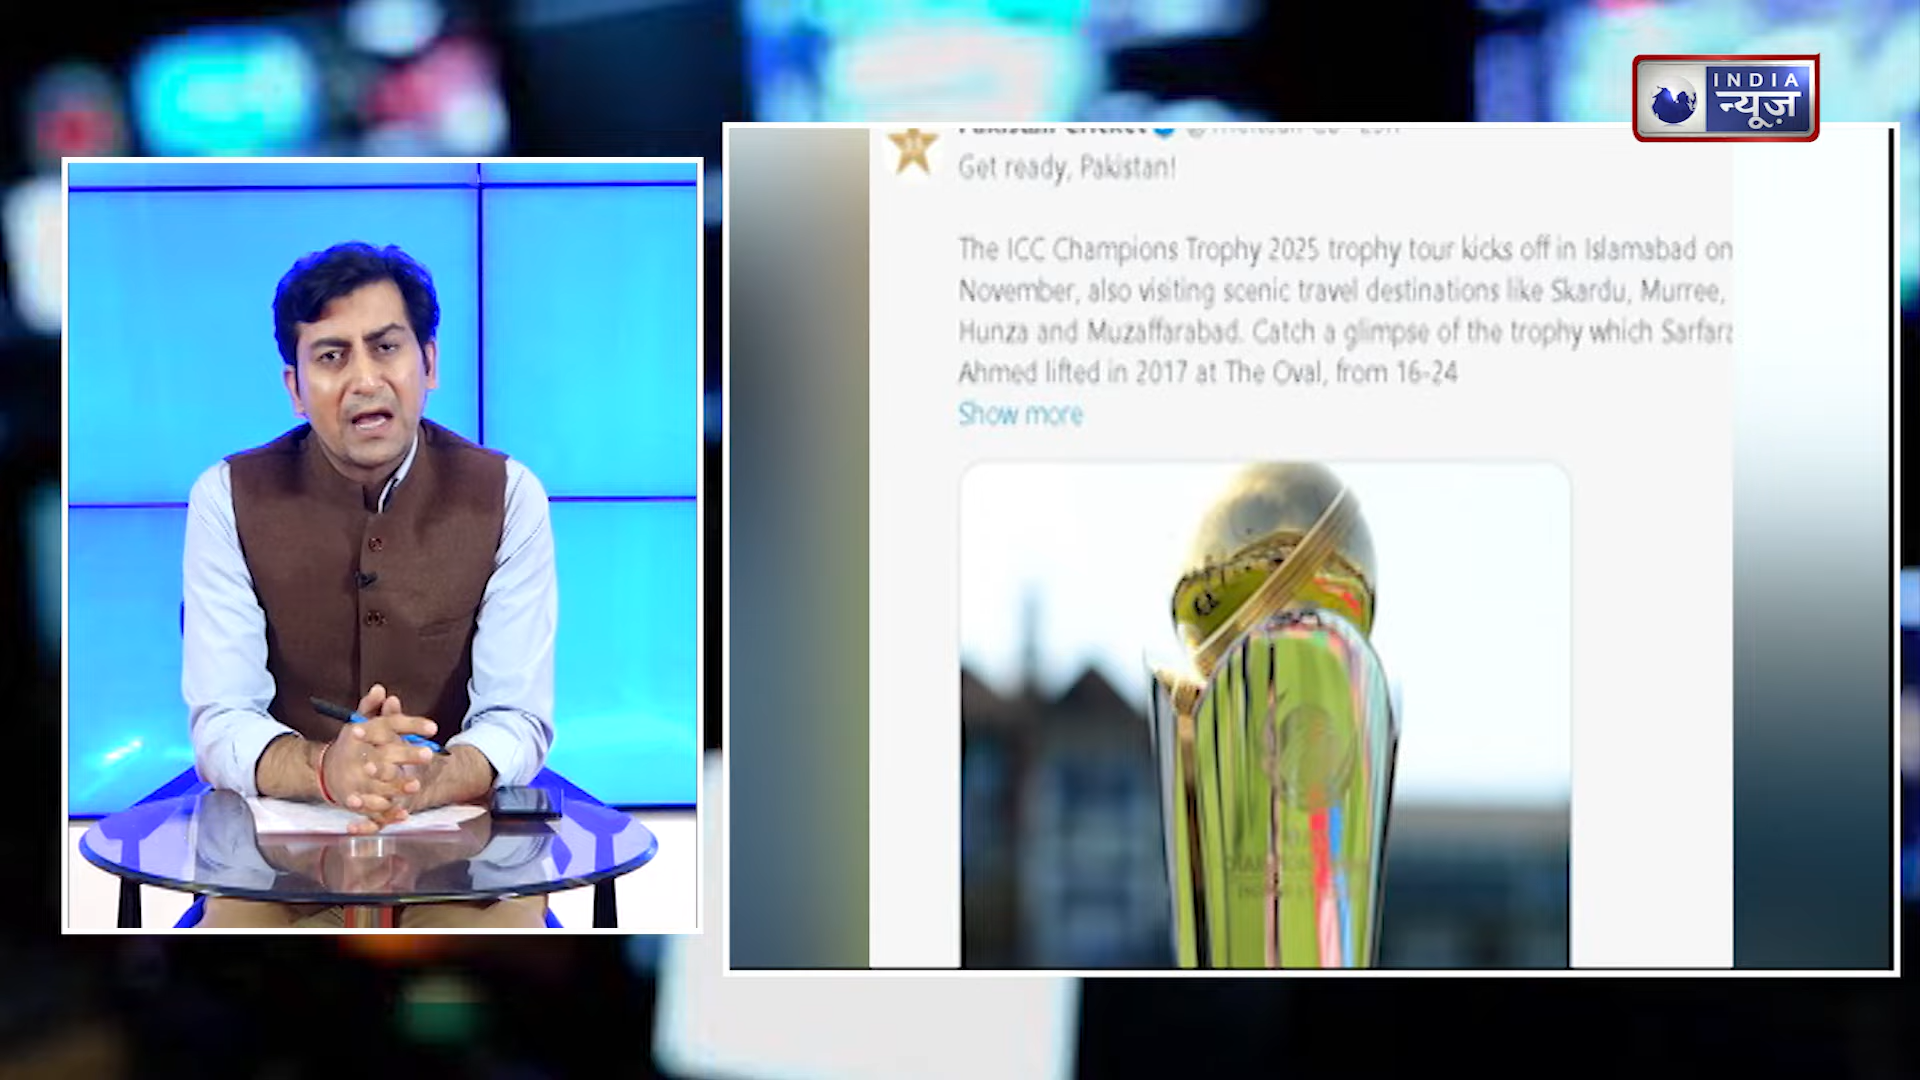 INDIA
न्यूज़
Get ready, Pakistan!
The ICC Champions Trophy 2025 trophy tour kicks off in Islamabad on
November, also visiting scenic travel destinations like Skardu, Murree,
Hunza and Muzaffarabad. Catch a glimpse of the trophy which Sarfara
Ahmed lifted in 2017 at The Oval, from 16-24
Show more